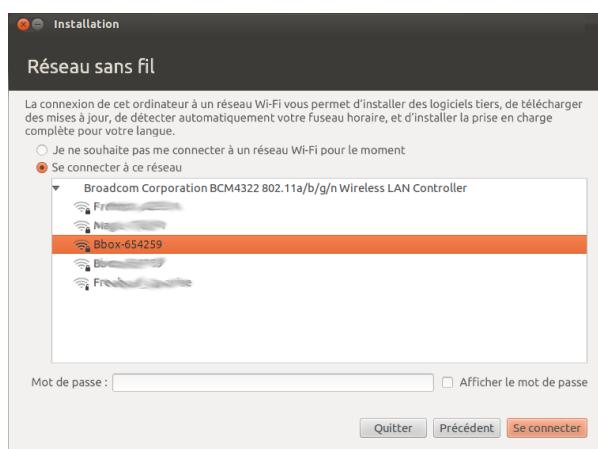 Installation
Réseau sans fil
La connexion de cet ordinateur à un réseau Wi-Fi vous permet d'installer des logiciels tiers, de télécharger
des mises à jour, de détecter automatiquement votre fuseau horaire, et d'installer la prise en charge
complète pour votre langue.
Je ne souhaite pas me connecter à un réseau Wi-Fi pour le moment
Se connecter à ce réseau
Broadcom Corporation BCM4322 802.11a/b/g/n Wireless LAN Controller
Bbox-654259
Mot de passe :
Afficher le mot de passe
Quitter
Précédent
Se connecter